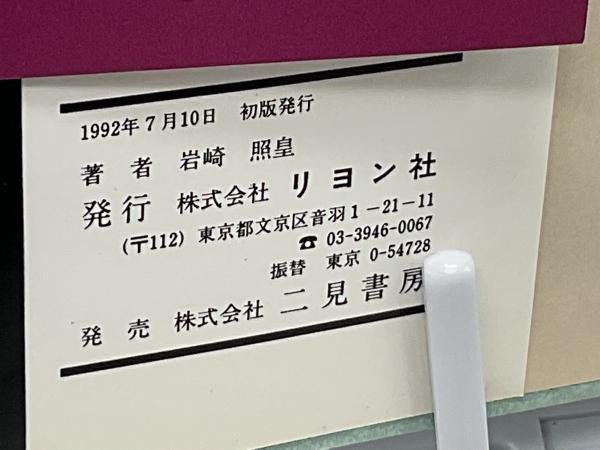 1992年7月10日 初版発行
著者 岩崎 照皇
発行 株式会社 リヨン社
(〒112) 東京都文京区音羽1-21-11
☎ 03-3946-0067
振替 東京 0-54728
発売 株式会社 二見書房